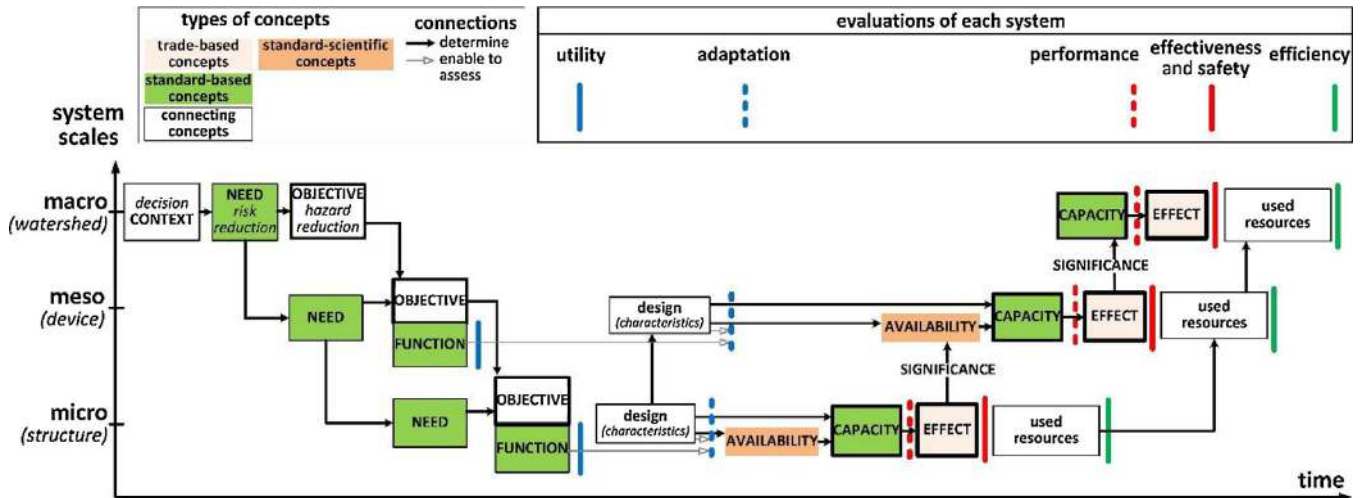 types of concepts
trade-based
concepts
standard-scientific
concepts
standard-based
concepts
connecting
concepts
connections
determine
enable to
assess
evaluations of each system
utility
adaptation
performance
effectiveness
and safety
efficiency
system
scales
macro
(watershed)
decision
CONTEXT
NEED
risk
reduction
OBJECTIVE
hazard
reduction
CAPACITY
EFFECT
used
resources
SIGNIFICANCE
meso
(device)
NEED
OBJECTIVE
FUNCTION
design
(characteristics)
AVAILABILITY
CAPACITY
EFFECT
used
resources
SIGNIFICANCE
micro
(structure)
NEED
OBJECTIVE
FUNCTION
design
(characteristics)
AVAILABILITY
CAPACITY
EFFECT
used
resources
time